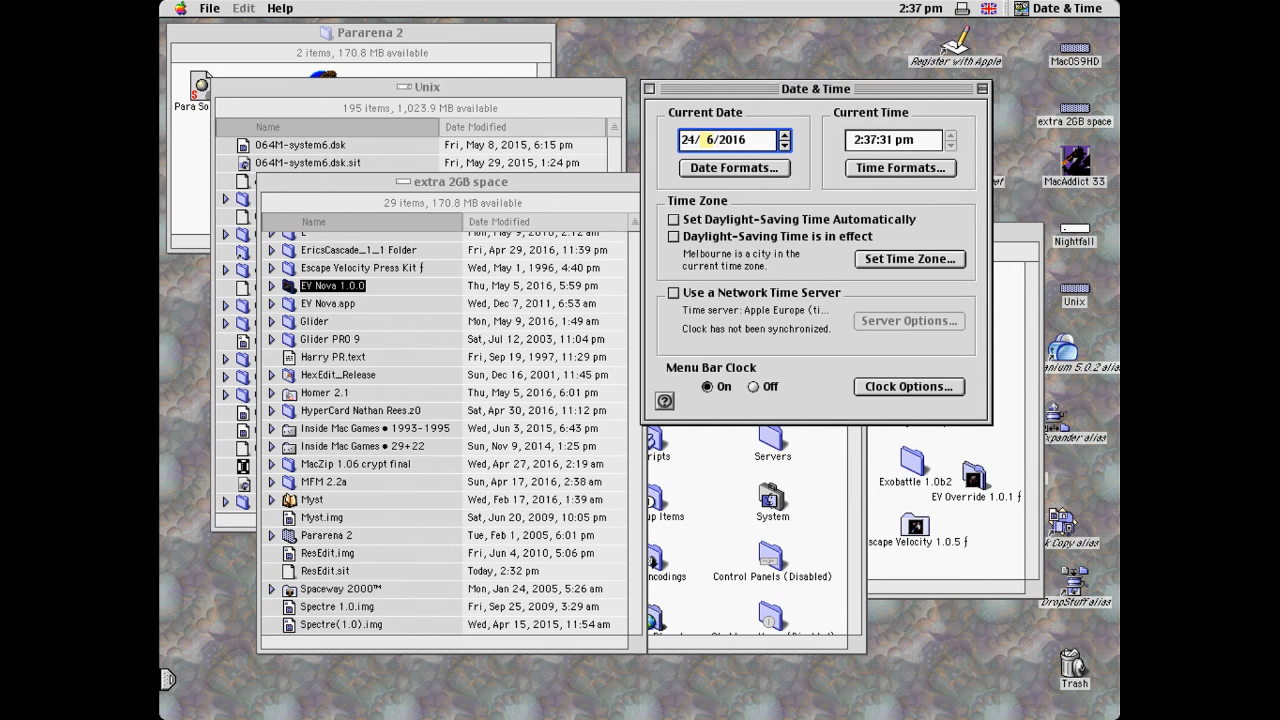 File Edit Help 2:37 pm Date & Time
Pararena 2
2 items, 170.8 MB available
Para So
Unix
195 items, 1,023.9 MB available
Name Date Modified
064M-system6.dsk Fri, May 8, 2015, 6:15 pm
064M-system6.dsk.sit Fri, May 29, 2015, 1:24 pm
extra 2GB space
29 items, 170.8 MB available
Name Date Modified
EricsCascade_1_1 Folder Fri, Apr 29, 2016, 11:39 pm
Escape Velocity Press Kit ƒ Wed, May 1, 1996, 4:40 pm
EV Nova 1.0.0 Thu, May 5, 2016, 5:59 pm
EV Nova.app Wed, Dec 7, 2011, 6:53 am
Glider Mon, May 9, 2016, 1:49 am
Glider PRO 9 Sat, Jul 12, 2003, 11:04 pm
Harry PR.text Fri, Sep 19, 1997, 11:29 pm
HexEdit_Release Sun, Dec 16, 2001, 11:45 pm
Homer 2.1 Thu, May 5, 2016, 6:01 pm
HyperCard Nathan Rees.z0 Sat, Apr 30, 2016, 11:12 pm
Inside Mac Games • 1993-1995 Wed, Jun 3, 2015, 6:43 pm
Inside Mac Games • 29+22 Sun, Nov 9, 2014, 1:25 pm
MacZip 1.06 crypt final Wed, Apr 27, 2016, 2:19 am
MFM 2.2a Sun, Apr 17, 2016, 2:38 am
Myst Wed, Feb 17, 2016, 1:39 am
Myst.img Sat, Jun 20, 2009, 10:05 pm
Pararena 2 Tue, Feb 1, 2005, 6:01 pm
ResEdit.img Fri, Jun 4, 2010, 5:06 pm
ResEdit.sit Today, 2:32 pm
Spaceway 2000™ Mon, Jan 24, 2005, 5:26 am
Spectre 1.0.img Fri, Sep 25, 2009, 3:29 am
Spectre(1.0).img Wed, Apr 15, 2015, 11:54 am
Date & Time
Current Date
24/ 6/2016
Date Formats...
Current Time
2:37:31 pm
Time Formats...
Time Zone
Set Daylight-Saving Time Automatically
Daylight-Saving Time is in effect
Melbourne is a city in the
current time zone.
Set Time Zone...
Use a Network Time Server
Time server: Apple Europe (ti...
Clock has not been synchronized.
Server Options...
Menu Bar Clock
On Off
Clock Options...
ripts
Servers
up Items
System
ncodings
Control Panels (Disabled)
Exobattle 1.0b2
EV Override 1.0.1 ƒ
scape Velocity 1.0.5 ƒ
Register with Apple
MacOS9HD
extra 2GB space
MacAddict 33
Nightfall
Unix
anium 5.0.2 alias
xpander alias
k Copy alias
DropStuff alias
Trash